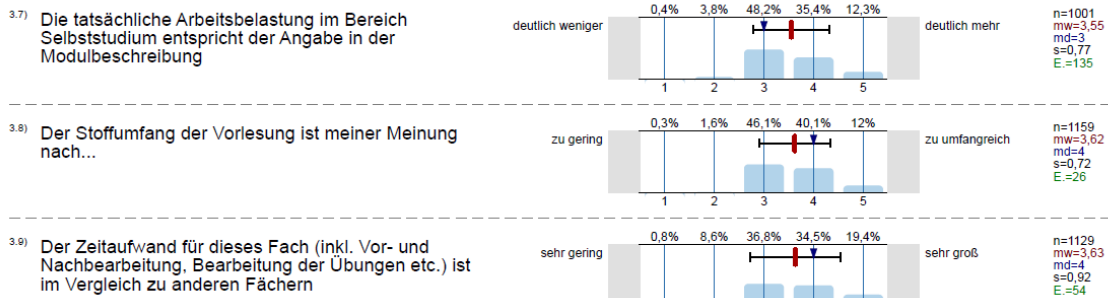 3.7) Die tatsächliche Arbeitsbelastung im Bereich
Selbststudium entspricht der Angabe in der
Modulbeschreibung
deutlich weniger
0,4% 3,8% 48,2% 35,4% 12,3%
1 2 3 4 5
deutlich mehr
n=1001
mw=3,55
md=3
s=0,77
E.=135
3.8) Der Stoffumfang der Vorlesung ist meiner Meinung
nach...
zu gering
0,3% 1,6% 46,1% 40,1% 12%
1 2 3 4 5
zu umfangreich
n=1159
mw=3,62
md=4
s=0,72
E.=26
3.9) Der Zeitaufwand für dieses Fach (inkl. Vor- und
Nachbearbeitung, Bearbeitung der Übungen etc.) ist
im Vergleich zu anderen Fächern
sehr gering
0,8% 8,6% 36,8% 34,5% 19,4%
sehr groß
n=1129
mw=3,63
md=4
s=0,92
E.=54